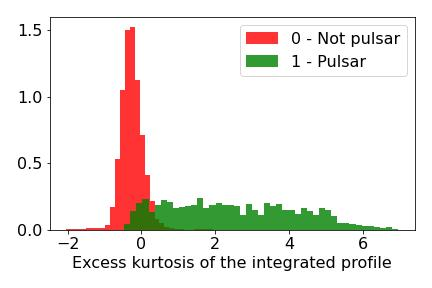 1.5
1.0
0.5
0.0
0 - Not pulsar
1 - Pulsar
−2 0 2 4 6
Excess kurtosis of the integrated profile